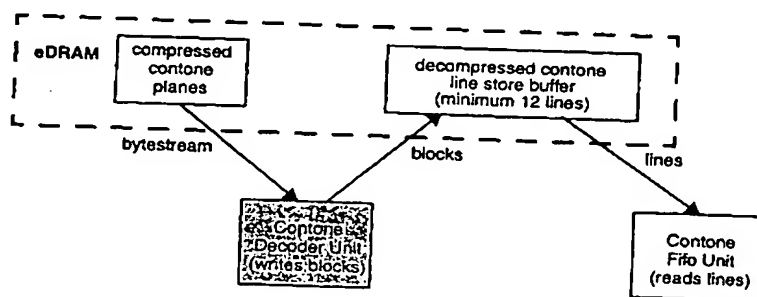 eDRAM
compressed
contone
planes
decompressed contone
line store buffer
(minimum 12 lines)
bytestream
blocks
lines
Contone
Decoder Unit
(writes blocks)
Contone
Fifo Unit
(reads lines)